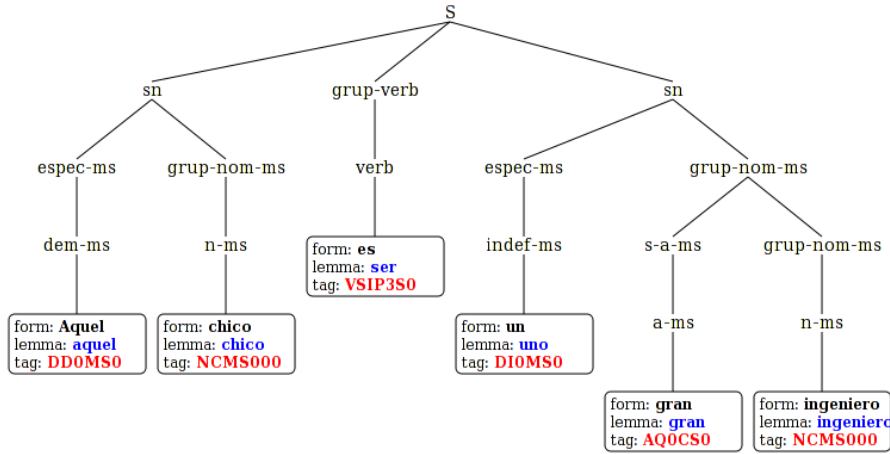 S
sn grup-verb sn
espec-ms grup-nom-ms verb espec-ms grup-nom-ms
dem-ms n-ms indef-ms s-a-ms grup-nom-ms
form: es
lemma: ser
tag: VSIP3S0
a-ms n-ms
form: Aquel
lemma: aquel
tag: DD0MS0
form: chico
lemma: chico
tag: NCMS000
form: un
lemma: uno
tag: DI0MS0
form: gran
lemma: gran
tag: AQ0CS0
form: ingeniero
lemma: ingeniero
tag: NCMS000